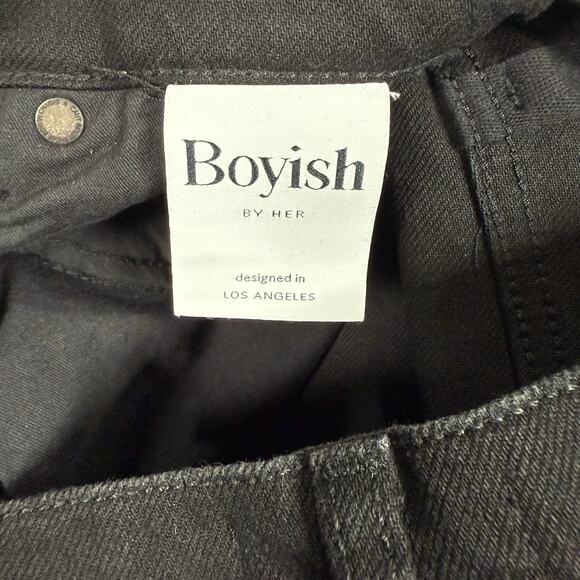 Boyish
BY HER
designed in
LOS ANGELES